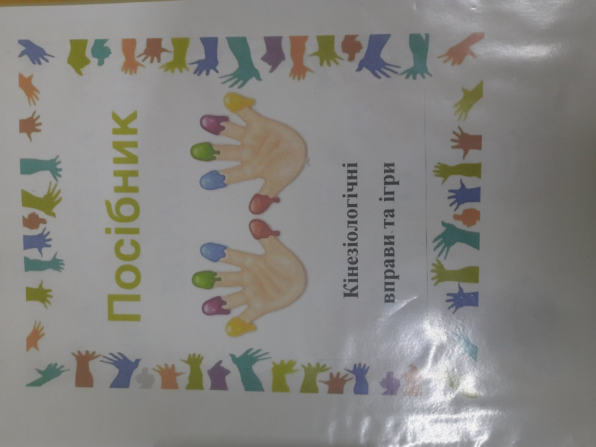 Посібник
Кінезіологічні
вправи та ігри